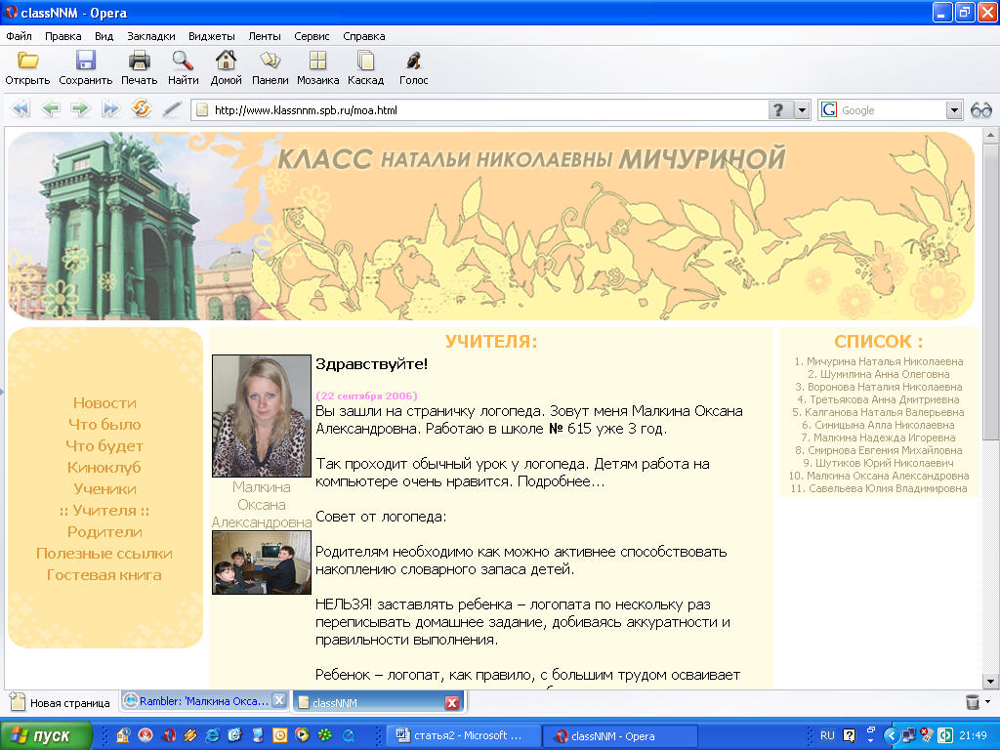 classNNM - Opera
Файл Правка Вид Закладки Виджеты Ленты Сервис Справка
Открыть Сохранить Печать Найти Домой Панели Мозаика Каскад Голос
http://www.klassnnm.spb.ru/moa.html
? G Google
КЛАСС НАТАЛЬИ НИКОЛАЕВНЫ МИЧУРИНОЙ
Новости
Что было
Что будет
Киноклуб
Ученики
:: Учителя ::
Родители
Полезные ссылки
Гостевая книга
УЧИТЕЛЯ:
Малкина
Оксана
Александровна
Здравствуйте!
(22 сентября 2006)
Вы зашли на страничку логопеда. Зовут меня Малкина Оксана
Александровна. Работаю в школе № 615 уже 3 год.
Так проходит обычный урок у логопеда. Детям работа на
компьютере очень нравится. Подробнее...
Совет от логопеда:
Родителям необходимо как можно активнее способствовать
накоплению словарного запаса детей.
НЕЛЬЗЯ! заставлять ребенка – логопата по нескольку раз
переписывать домашнее задание, добиваясь аккуратности и
правильности выполнения.
Ребенок – логопат, как правило, с большим трудом осваивает
СПИСОК :
1. Мичурина Наталья Николаевна
2. Шумилина Анна Олеговна
3. Воронова Наталия Николаевна
4. Третьякова Анна Дмитриевна
5. Калганова Наталья Валерьевна
6. Синицына Алла Николаевна
7. Малкина Надежда Игоревна
8. Смирнова Евгения Михайловна
9. Шутиков Юрий Николаевич
10. Малкина Оксана Александровна
11. Савельева Юлия Владимировна
Новая страница Rambler: 'Малкина Окса... classNNM
пуск статья2 - Microsoft ... classNNM - Opera RU ? 21:49